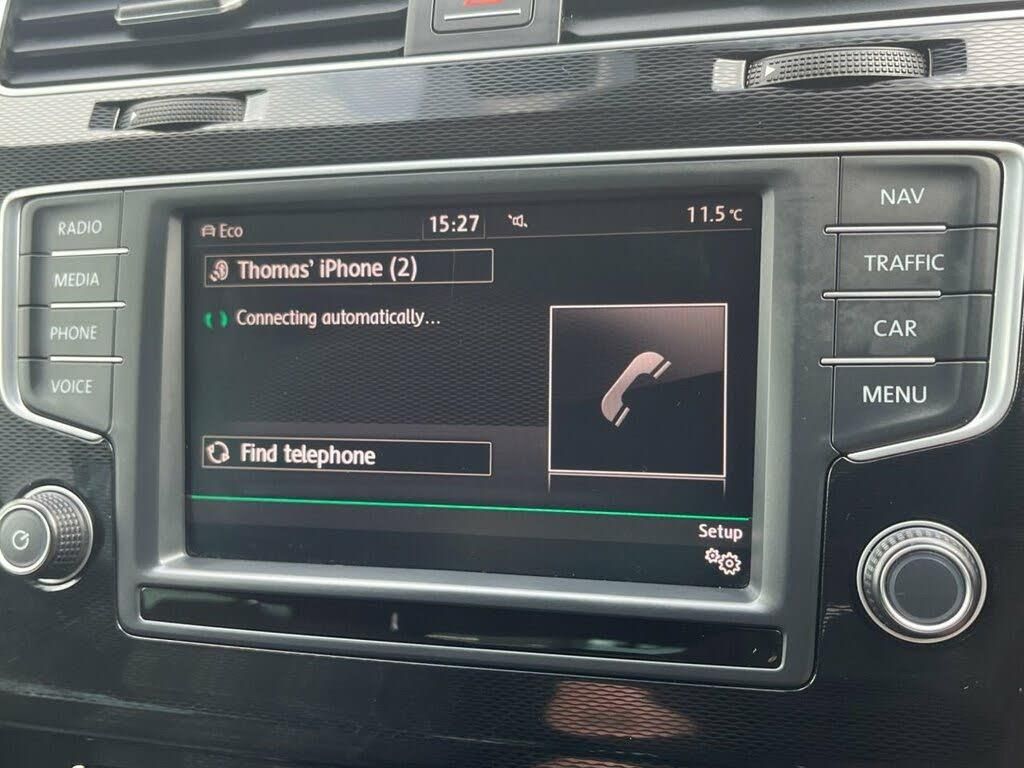 RADIO
MEDIA
PHONE
VOICE
Eco
15:27
11.5 °C
Thomas' iPhone (2)
Connecting automatically...
Find telephone
Setup
NAV
TRAFFIC
CAR
MENU